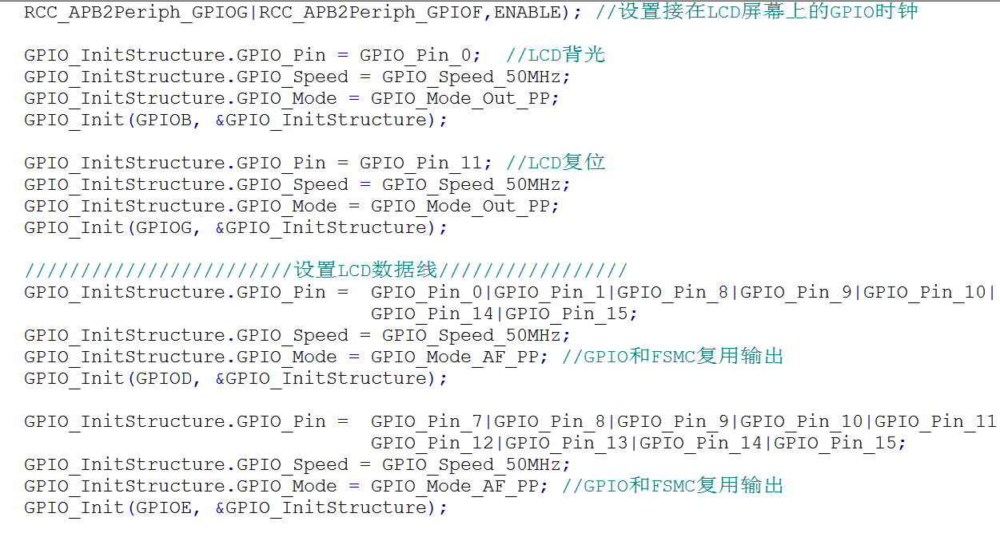 RCC_APB2Periph_GPIOG|RCC_APB2Periph_GPIOF,ENABLE); //设置接在LCD屏幕上的GPIO时钟
GPIO_InitStructure.GPIO_Pin = GPIO_Pin_0;  //LCD背光
GPIO_InitStructure.GPIO_Speed = GPIO_Speed_50MHz;
GPIO_InitStructure.GPIO_Mode = GPIO_Mode_Out_PP;
GPIO_Init(GPIOB, &GPIO_InitStructure);
GPIO_InitStructure.GPIO_Pin = GPIO_Pin_11; //LCD复位
GPIO_InitStructure.GPIO_Speed = GPIO_Speed_50MHz;
GPIO_InitStructure.GPIO_Mode = GPIO_Mode_Out_PP;
GPIO_Init(GPIOG, &GPIO_InitStructure);
////////////////////////设置LCD数据线/////////////////
GPIO_InitStructure.GPIO_Pin =  GPIO_Pin_0|GPIO_Pin_1|GPIO_Pin_8|GPIO_Pin_9|GPIO_Pin_10|
GPIO_Pin_14|GPIO_Pin_15;
GPIO_InitStructure.GPIO_Speed = GPIO_Speed_50MHz;
GPIO_InitStructure.GPIO_Mode = GPIO_Mode_AF_PP; //GPIO和FSMC复用输出
GPIO_Init(GPIOD, &GPIO_InitStructure);
GPIO_InitStructure.GPIO_Pin =  GPIO_Pin_7|GPIO_Pin_8|GPIO_Pin_9|GPIO_Pin_10|GPIO_Pin_11
GPIO_Pin_12|GPIO_Pin_13|GPIO_Pin_14|GPIO_Pin_15;
GPIO_InitStructure.GPIO_Speed = GPIO_Speed_50MHz;
GPIO_InitStructure.GPIO_Mode = GPIO_Mode_AF_PP; //GPIO和FSMC复用输出
GPIO_Init(GPIOE, &GPIO_InitStructure);